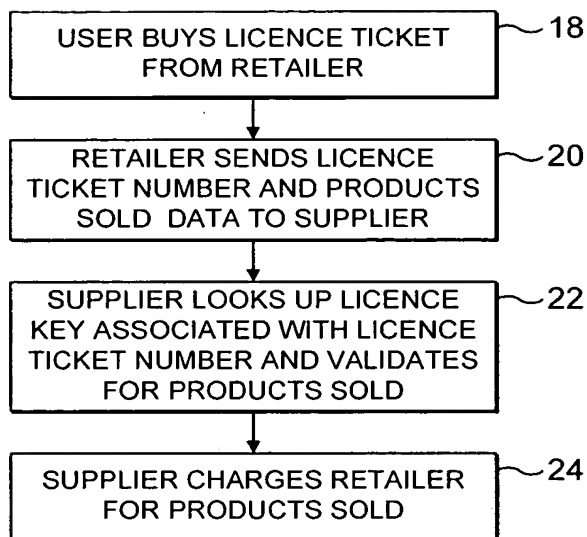 USER BUYS LICENCE TICKET
FROM RETAILER
18
RETAILER SENDS LICENCE
TICKET NUMBER AND PRODUCTS
SOLD DATA TO SUPPLIER
20
SUPPLIER LOOKS UP LICENCE
KEY ASSOCIATED WITH LICENCE
TICKET NUMBER AND VALIDATES
FOR PRODUCTS SOLD
22
SUPPLIER CHARGES RETAILER
FOR PRODUCTS SOLD
24